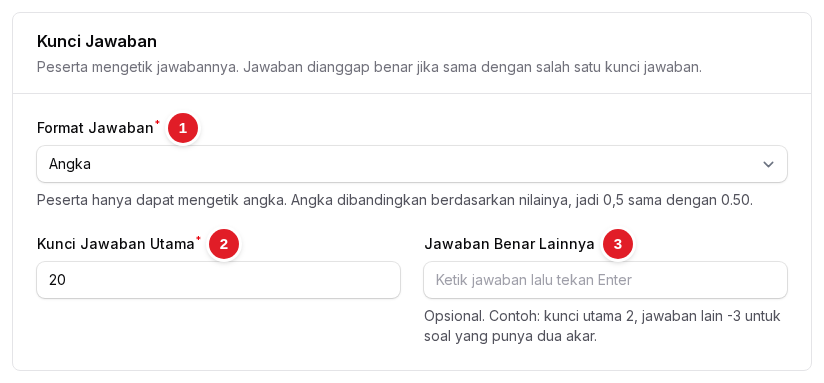 Kunci Jawaban
Peserta mengetik jawabannya. Jawaban dianggap benar jika sama dengan salah satu kunci jawaban.
Format Jawaban* 1
Angka
Peserta hanya dapat mengetik angka. Angka dibandingkan berdasarkan nilainya, jadi 0,5 sama dengan 0.50.
Kunci Jawaban Utama* 2
20
Jawaban Benar Lainnya 3
Ketik jawaban lalu tekan Enter
Opsional. Contoh: kunci utama 2, jawaban lain -3 untuk
soal yang punya dua akar.